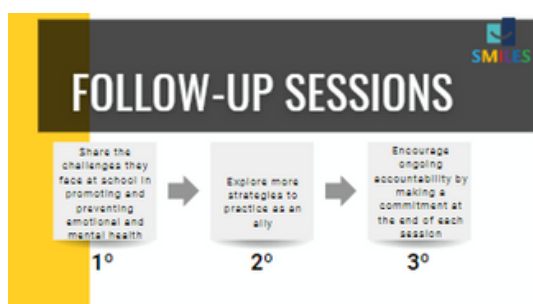 SMILES
FOLLOW-UP SESSIONS
Share the
challenges they
face at school in
promoting and
preventing
emotional and
mental health
1º
Explore more
strategies to
practice as an
ally
2º
Encourage
ongoing
accountability by
making a
commitment at
the end of each
session
3º